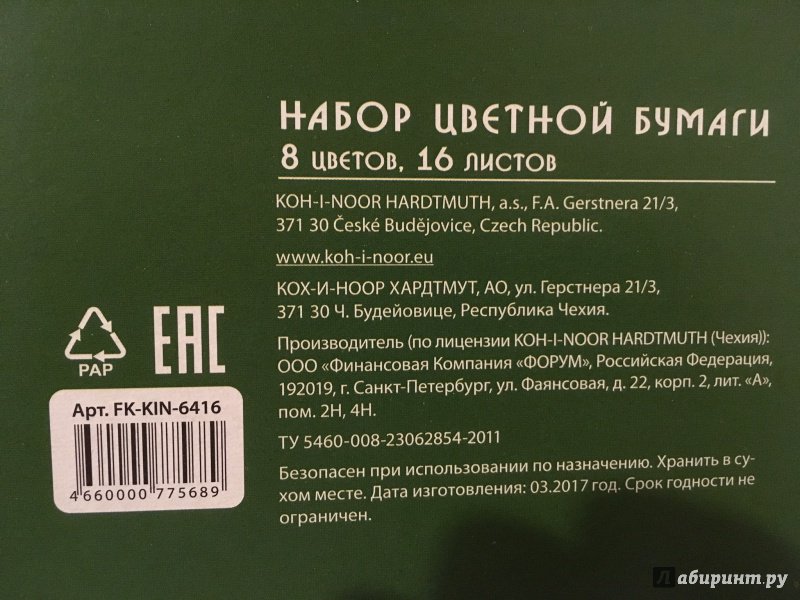 НАБОР ЦВЕТНОЙ БУМАГИ
8 ЦВЕТОВ, 16 ЛИСТОВ
KOH-I-NOOR HARDTMUTH, a.s., F.A. Gerstnera 21/3,
371 30 České Budějovice, Czech Republic.
www.koh-i-noor.eu
КОХ-И-НООР ХАРДТМУТ, АО, ул. Герстнера 21/3,
371 30 Ч. Будейовице, Республика Чехия.
Производитель (по лицензии KOH-I-NOOR HARDTMUTH (Чехия)):
ООО «Финансовая Компания «ФОРУМ», Российская Федерация,
192019, г. Санкт-Петербург, ул. Фаянсовая, д. 22, корп. 2, лит. «А»,
пом. 2Н, 4Н.
ТУ 5460-008-23062854-2011
Безопасен при использовании по назначению. Хранить в су-
хом месте. Дата изготовления: 03.2017 год. Срок годности не
ограничен.
PAP
EAC
Арт. FK-KIN-6416
4 660000 775689
Лабиринт.ру